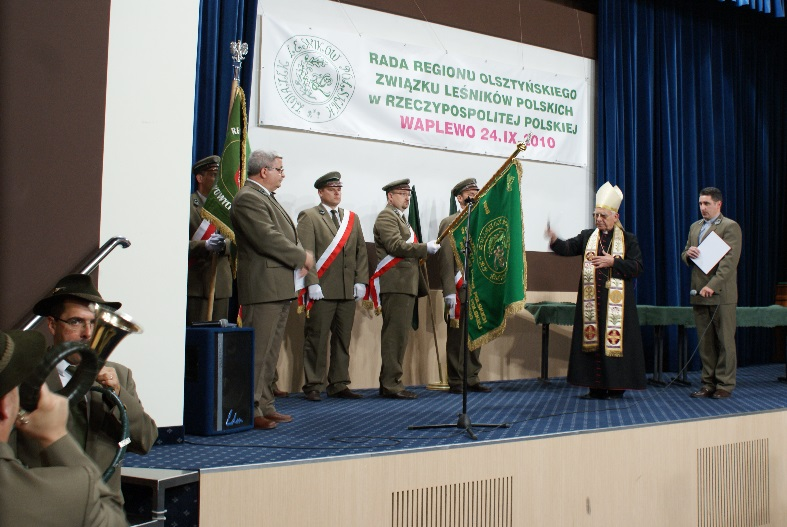 RADA REGIONU OLSZTYŃSKIEGO
ZWIĄZKU LEŚNIKÓW POLSKICH
w RZECZYPOSPOLITEJ POLSKIEJ
WAPLEWO 24.IX.2010